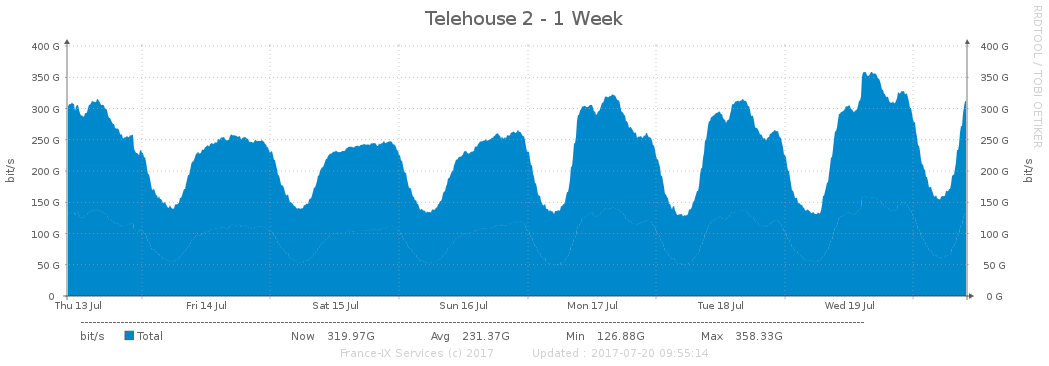 Telehouse 2 - 1 Week
RRDTOOL / TOBI OETIKER
400 G 400 G
350 G 350 G
300 G 300 G
250 G 250 G
200 G 200 G
150 G 150 G
100 G 100 G
50 G 50 G
0 0 G
bit/s bit/s
Thu 13 Jul Fri 14 Jul Sat 15 Jul Sun 16 Jul Mon 17 Jul Tue 18 Jul Wed 19 Jul
bit/s Total Now 319.97G Avg 231.37G Min 126.88G Max 358.33G
France-IX Services (c) 2017 Updated : 2017-07-20 09:55:14